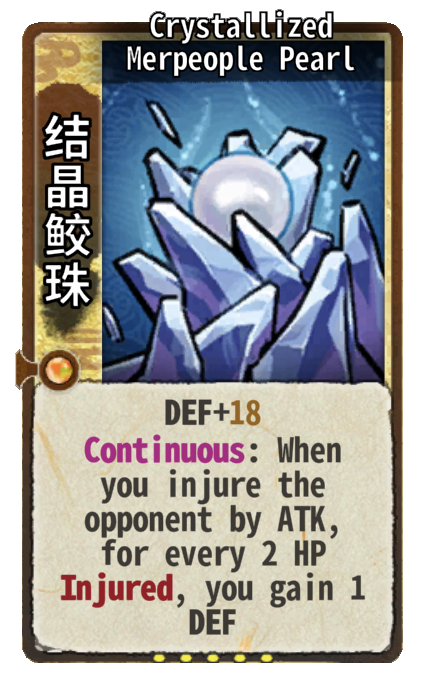 Crystallized
Merpeople Pearl
结晶鲛珠
DEF+18
Continuous: When
you injure the
opponent by ATK,
for every 2 HP
Injured, you gain 1
DEF